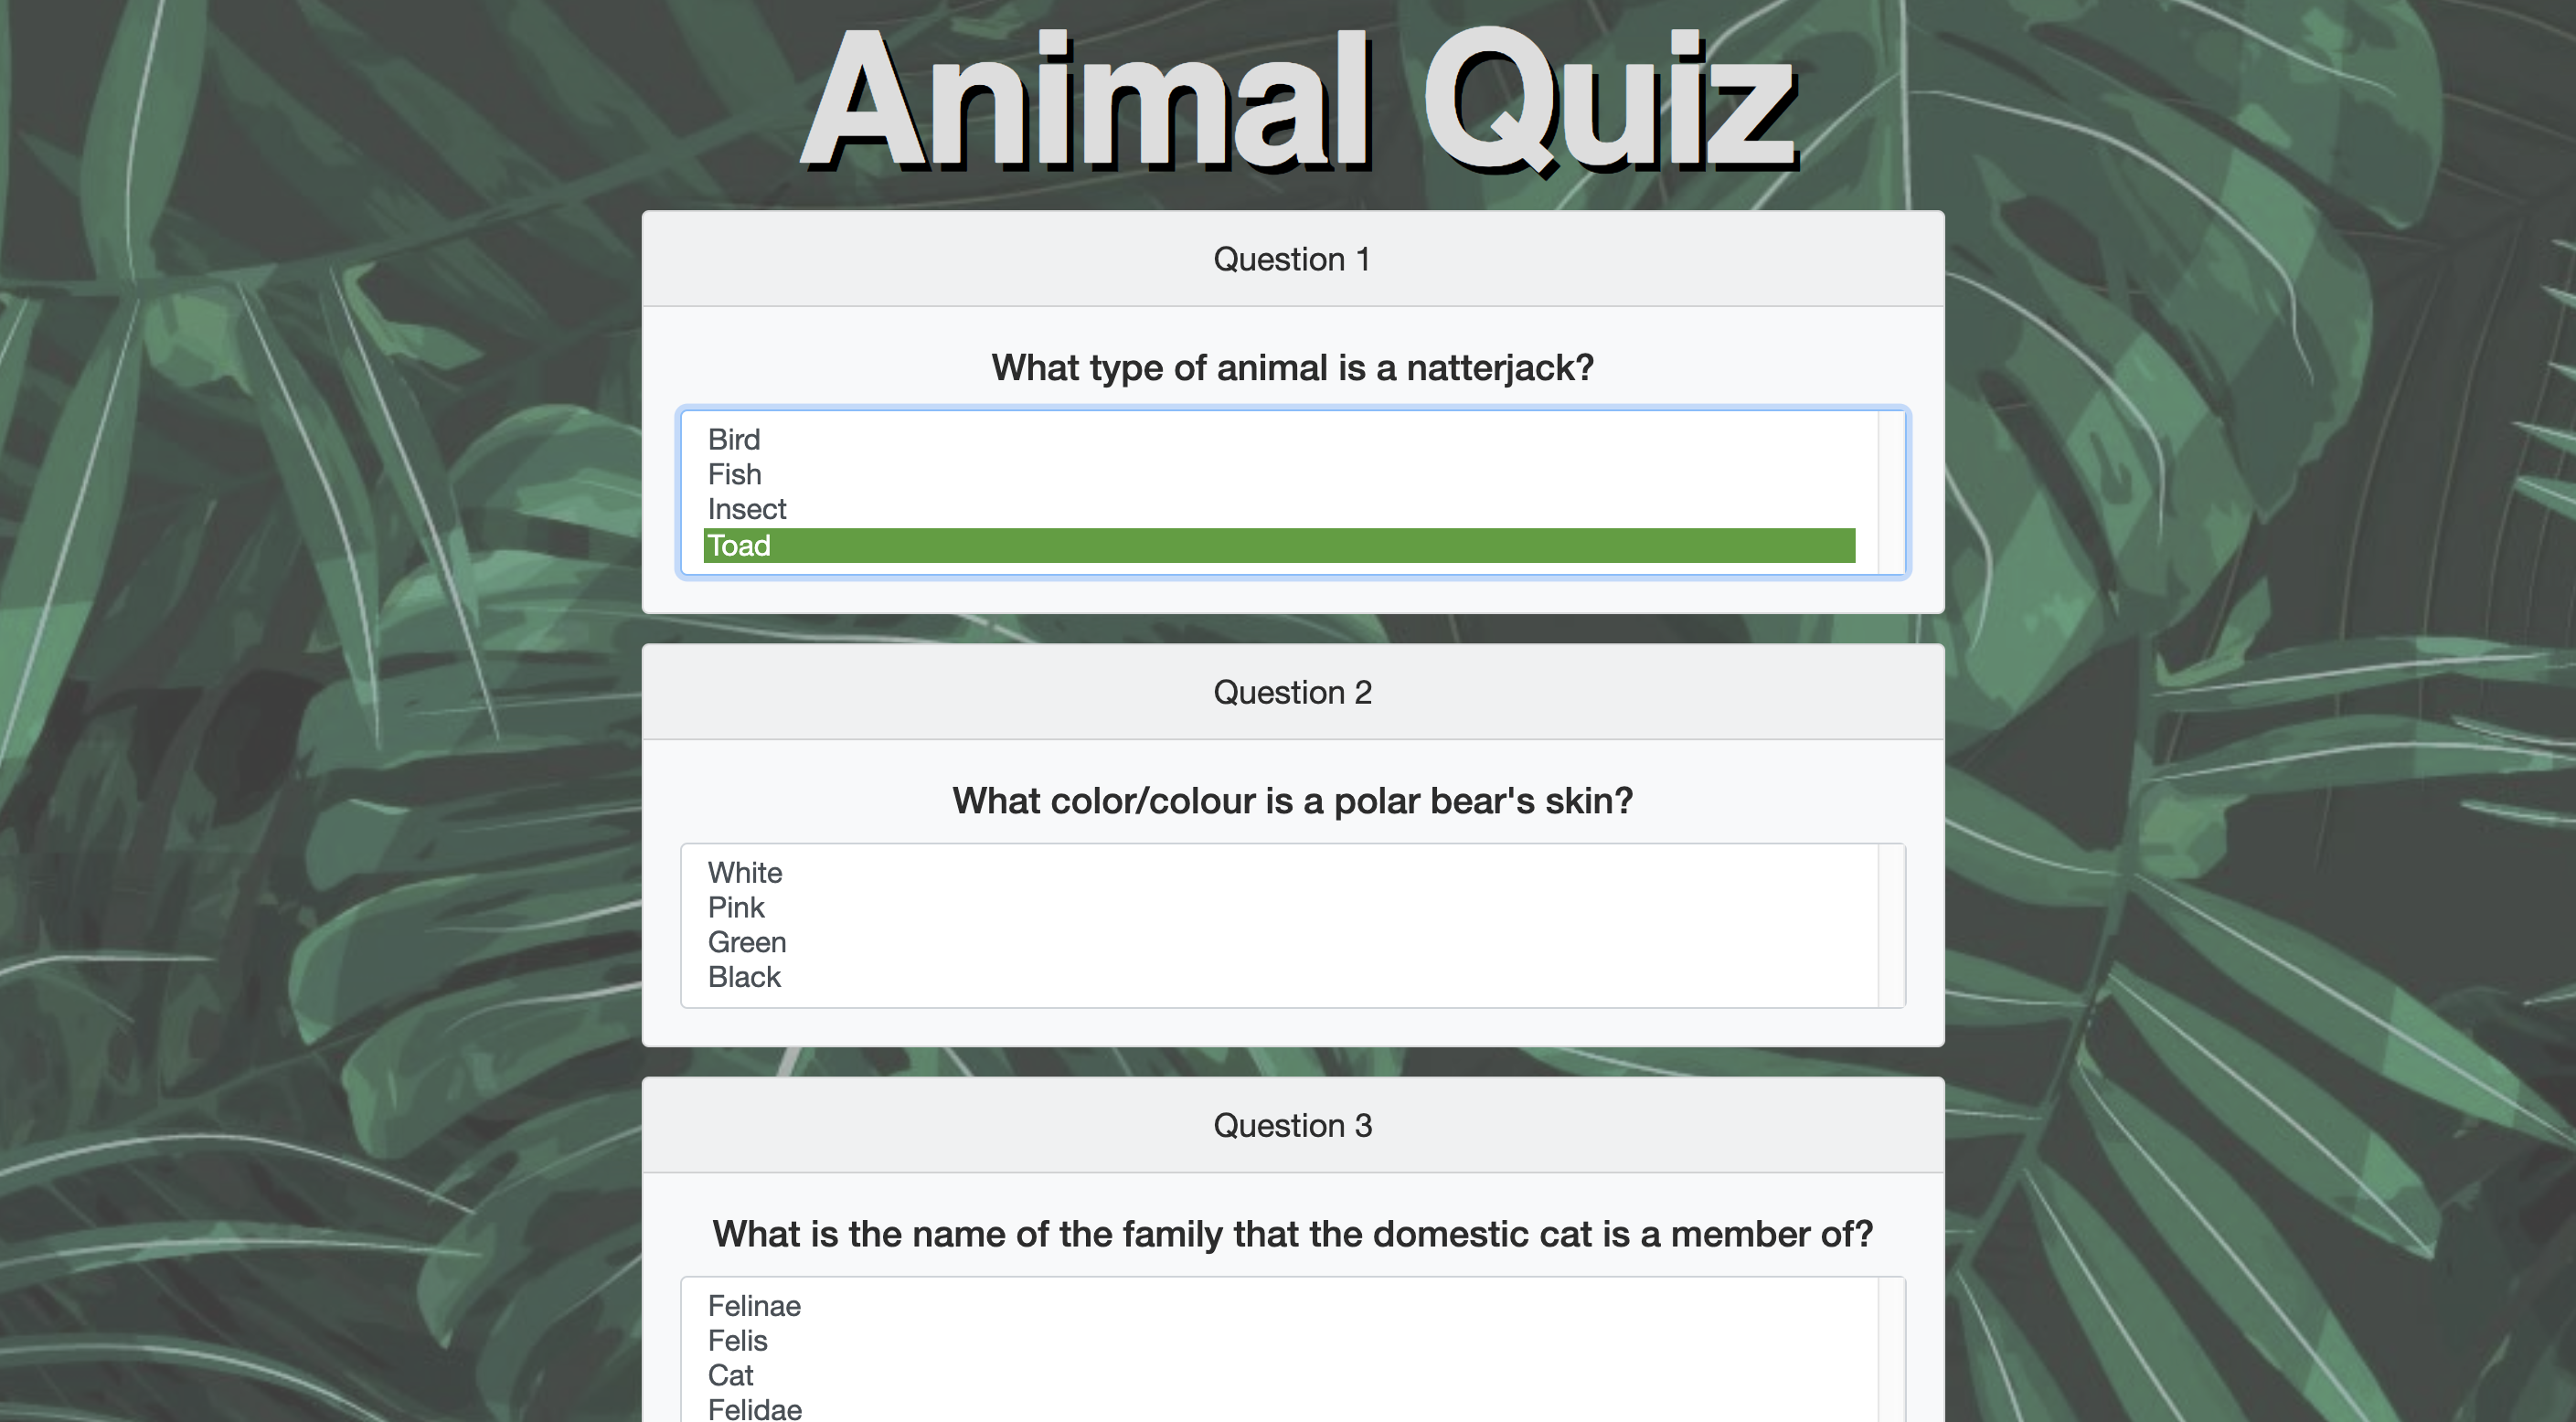 Animal Quiz
Question 1
What type of animal is a natterjack?
Bird
Fish
Insect
Toad
Question 2
What color/colour is a polar bear's skin?
White
Pink
Green
Black
Question 3
What is the name of the family that the domestic cat is a member of?
Felinae
Felis
Cat
Felidae